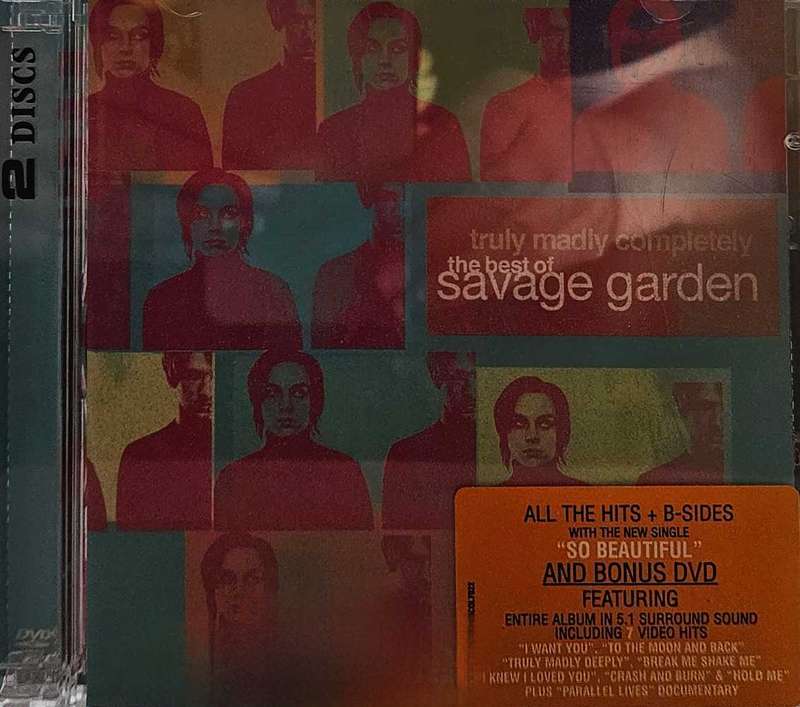 2 DISCS
truly madly completely
the best of
savage garden
ALL THE HITS + B-SIDES
WITH THE NEW SINGLE
"SO BEAUTIFUL"
AND BONUS DVD
FEATURING
ENTIRE ALBUM IN 5.1 SURROUND SOUND
INCLUDING 7 VIDEO HITS
"I WANT YOU", "TO THE MOON AND BACK"
"TRULY MADLY DEEPLY", "BREAK ME SHAKE ME"
I KNEW I LOVED YOU", "CRASH AND BURN" & "HOLD ME"
PLUS "PARALLEL LIVES" DOCUMENTARY